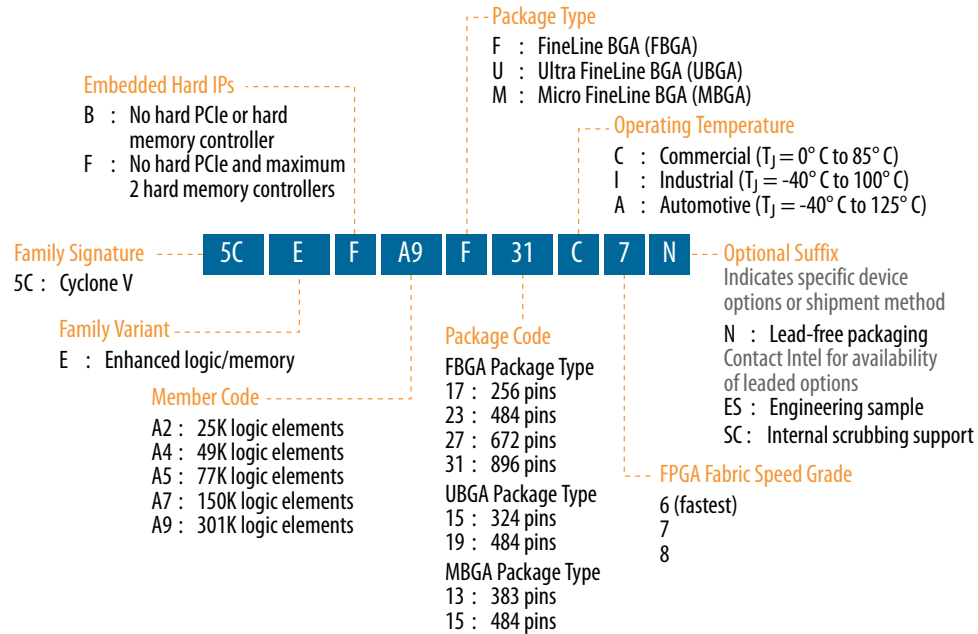 Package Type
F : FineLine BGA (FBGA)
U : Ultra FineLine BGA (UBGA)
M : Micro FineLine BGA (MBGA)
Embedded Hard IPs
B : No hard PCIe or hard
memory controller
F : No hard PCIe and maximum
2 hard memory controllers
Operating Temperature
C : Commercial (TJ = 0° C to 85° C)
I : Industrial (TJ = -40° C to 100° C)
A : Automotive (TJ = -40° C to 125° C)
Family Signature
5C : Cyclone V
5C E F A9 F 31 C 7 N
Optional Suffix
Indicates specific device
options or shipment method
N : Lead-free packaging
Contact Intel for availability
of leaded options
ES : Engineering sample
SC : Internal scrubbing support
Family Variant
E : Enhanced logic/memory
Member Code
A2 : 25K logic elements
A4 : 49K logic elements
A5 : 77K logic elements
A7 : 150K logic elements
A9 : 301K logic elements
Package Code
FBGA Package Type
17 : 256 pins
23 : 484 pins
27 : 672 pins
31 : 896 pins
UBGA Package Type
15 : 324 pins
19 : 484 pins
MBGA Package Type
13 : 383 pins
15 : 484 pins
FPGA Fabric Speed Grade
6 (fastest)
7
8